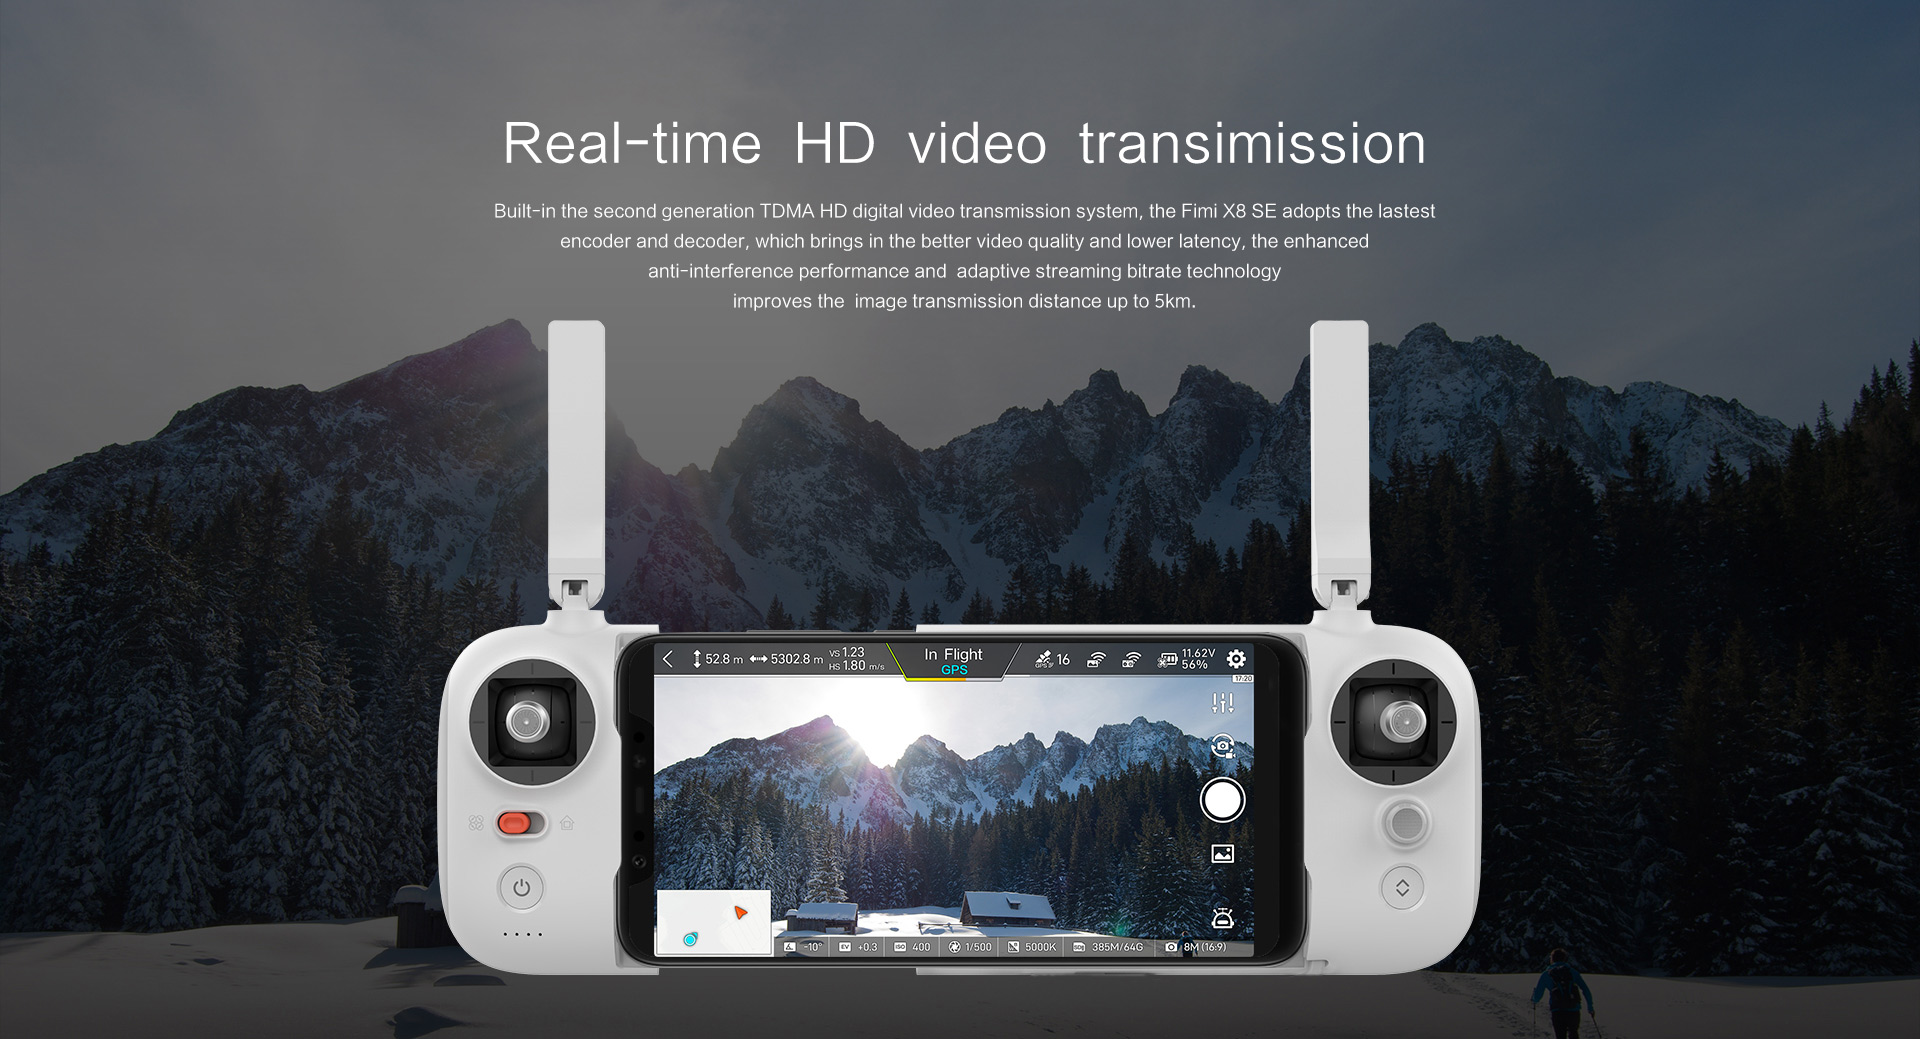 Real-time HD video transimission
Built-in the second generation TDMA HD digital video transmission system, the Fimi X8 SE adopts the lastest
encoder and decoder, which brings in the better video quality and lower latency, the enhanced
anti-interference performance and adaptive streaming bitrate technology
improves the image transmission distance up to 5km.
52.8 m 5302.8 m VS 1.23 HS 1.80 m/s
In Flight
GPS
16
11.62V
56%
17:20
-10° EV +0.3 ISO 400 1/500 5000K 385M/64G 8M (16:9)